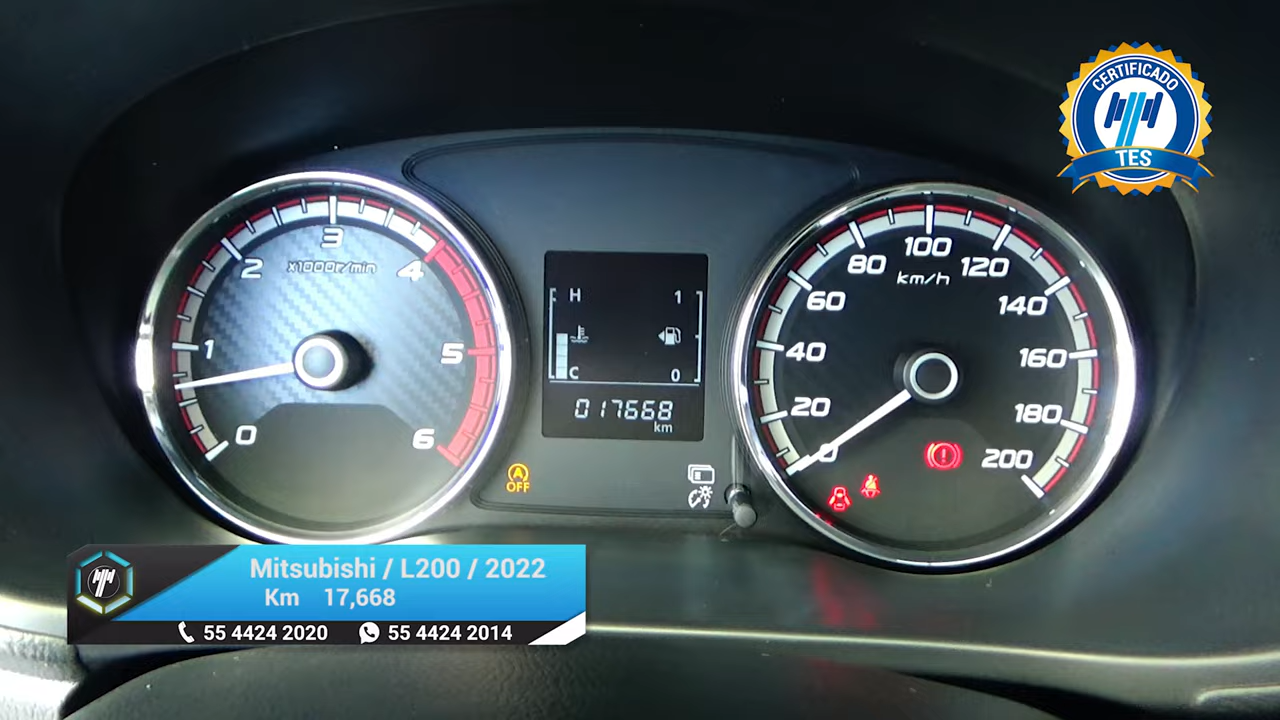 CERTIFICADO
TES
0
1
2
3
4
5
6
x1000r/min
H
1
C
0
017668
km
A
OFF
0
20
40
60
80
100
120
140
160
180
200
km/h
Mitsubishi / L200 / 2022
Km 17,668
55 4424 2020 55 4424 2014